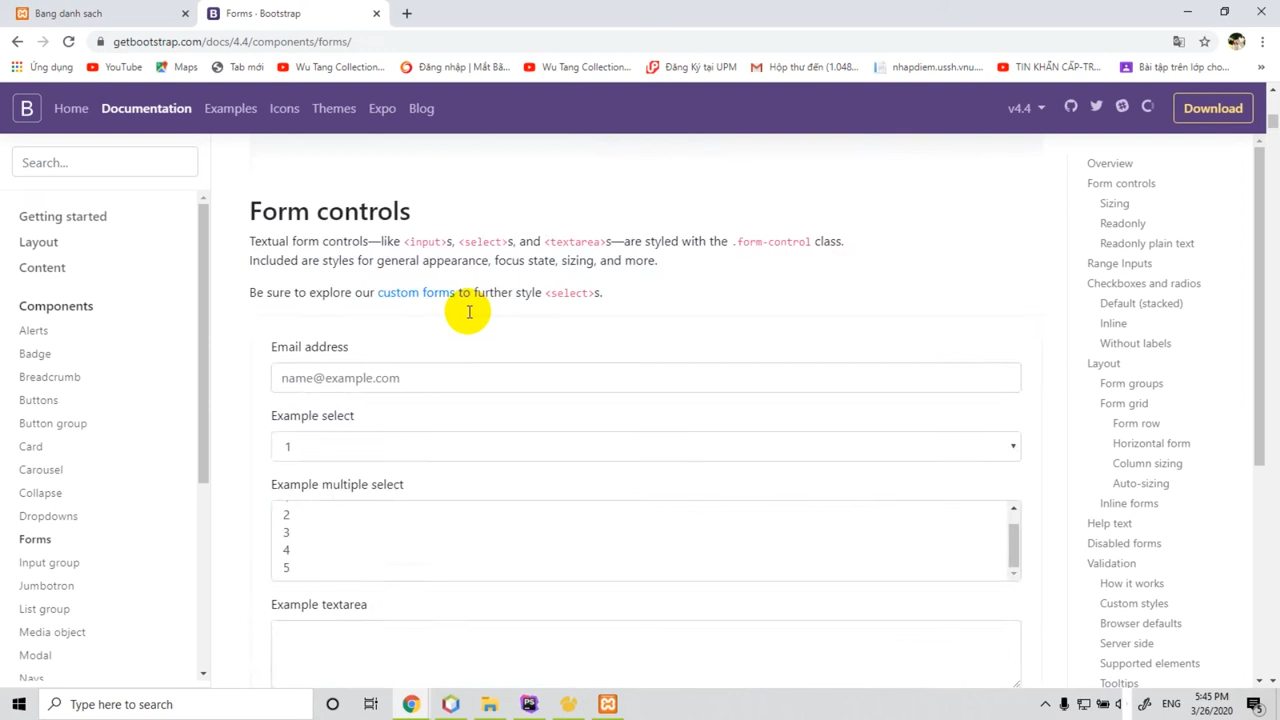 Bang danh sach
Forms · Bootstrap
getbootstrap.com/docs/4.4/components/forms/
Ứng dụng
YouTube
Maps
Tab mới
Wu Tang Collection...
Đăng nhập | Mắt Bã...
Wu Tang Collection...
Đăng Ký tại UPM
Hộp thư đến (1.048...
nhapdiem.ussh.vnu...
TIN KHẨN CẤP-TR...
Bài tập trên lớp cho...
»
B
Home
Documentation
Examples
Icons
Themes
Expo
Blog
v4.4
Download
Search...
Getting started
Layout
Content
Components
Alerts
Badge
Breadcrumb
Buttons
Button group
Card
Carousel
Collapse
Dropdowns
Forms
Input group
Jumbotron
List group
Media object
Modal
Navs
Form controls
Textual form controls—like <input>s, <select>s, and <textarea>s—are styled with the .form-control class.
Included are styles for general appearance, focus state, sizing, and more.
Be sure to explore our custom forms to further style <select>s.
Email address
name@example.com
Example select
1
Example multiple select
2
3
4
5
Example textarea
Overview
Form controls
Sizing
Readonly
Readonly plain text
Range Inputs
Checkboxes and radios
Default (stacked)
Inline
Without labels
Layout
Form groups
Form grid
Form row
Horizontal form
Column sizing
Auto-sizing
Inline forms
Help text
Disabled forms
Validation
How it works
Custom styles
Browser defaults
Server side
Supported elements
Tooltips
Type here to search
PS
ENG
5:45 PM
3/26/2020
5